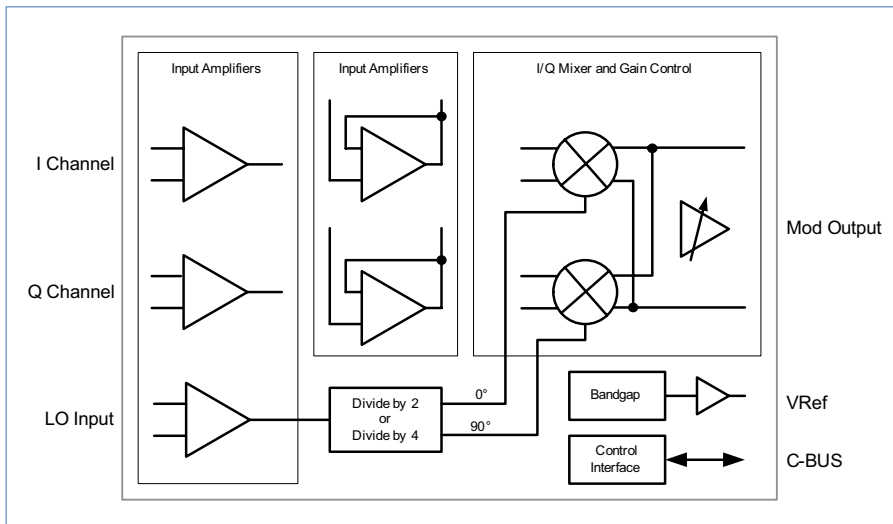 Input Amplifiers
Input Amplifiers
I/Q Mixer and Gain Control
I Channel
Mod Output
Q Channel
LO Input
Divide by 2
or
Divide by 4
0°
90°
Bandgap
VRef
Control
Interface
C-BUS